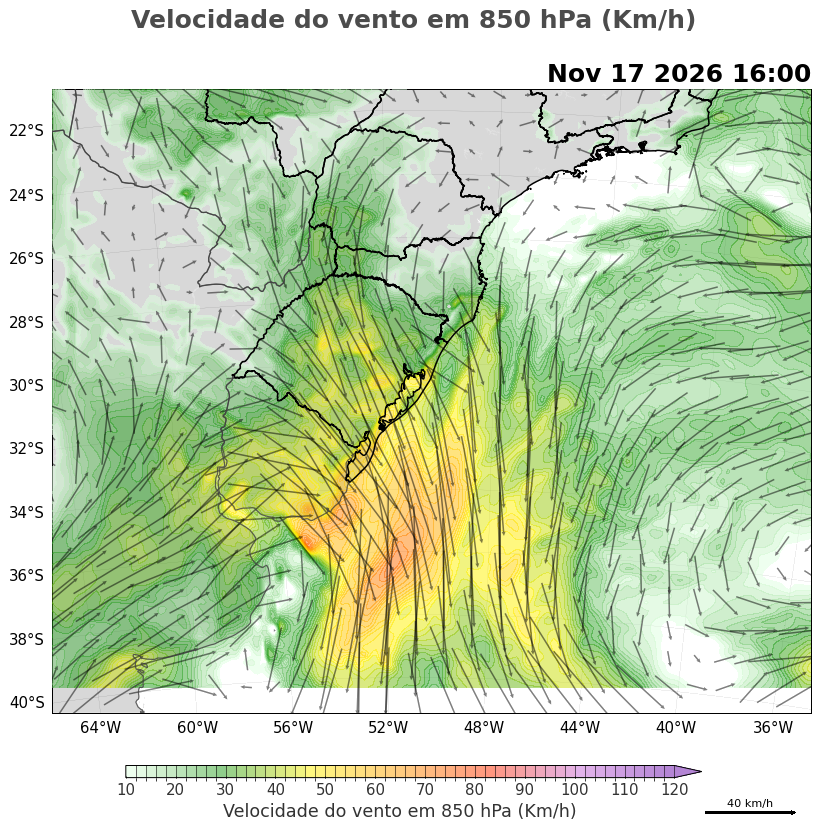 Velocidade do vento em 850 hPa (Km/h)
Nov 17 2026 16:00
22°S
24°S
26°S
28°S
30°S
32°S
34°S
36°S
38°S
40°S
64°W 60°W 56°W 52°W 48°W 44°W 40°W 36°W
10 20 30 40 50 60 70 80 90 100 110 120
Velocidade do vento em 850 hPa (Km/h)
40 km/h